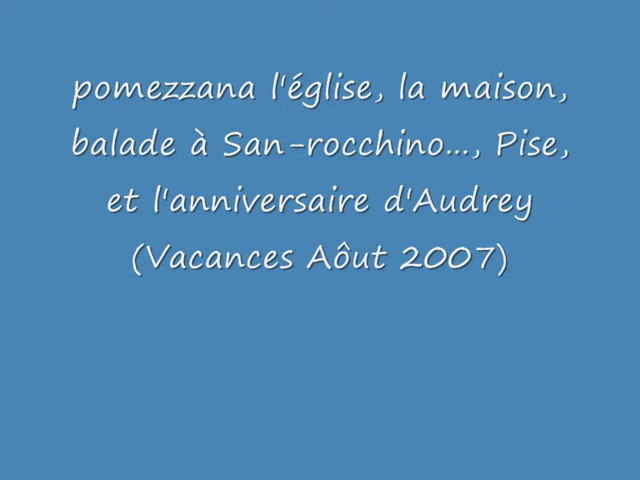 pomezzana l'église, la maison,
balade à San-rocchino..., Pise,
et l'anniversaire d'Audrey
(Vacances Aôut 2007)